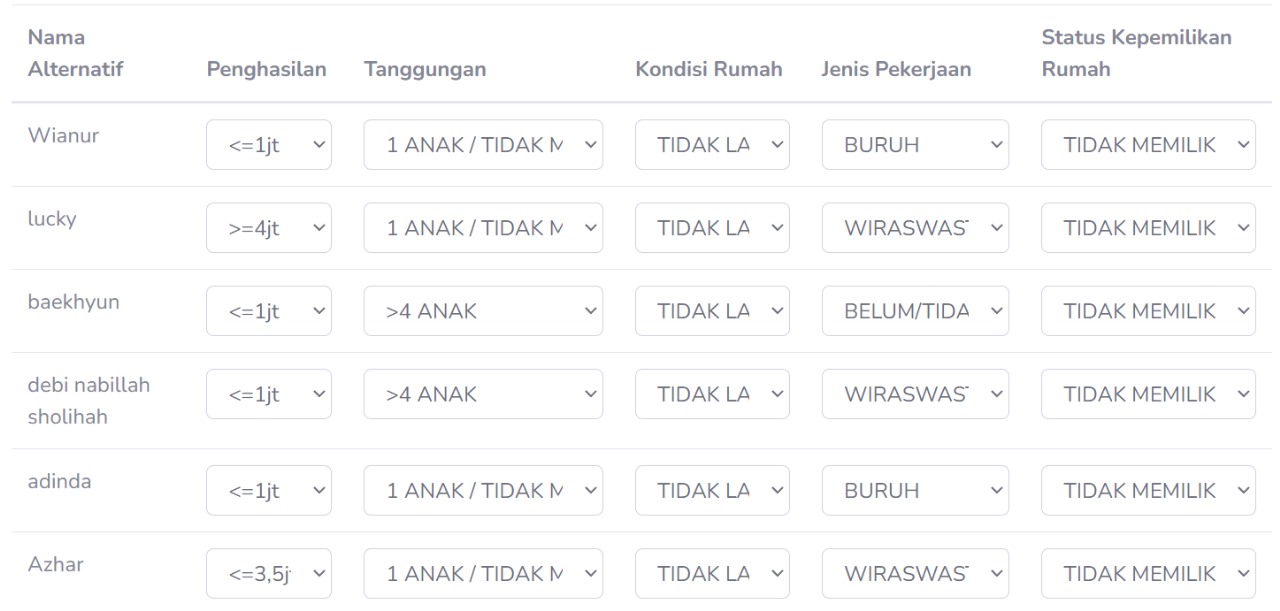 Nama Alternatif Penghasilan Tanggungan Kondisi Rumah Jenis Pekerjaan Status Kepemilikan Rumah
Wianur <=1jt 1 ANAK / TIDAK M TIDAK LA BURUH TIDAK MEMILIK
lucky >=4jt 1 ANAK / TIDAK M TIDAK LA WIRASWAST TIDAK MEMILIK
baekhyun <=1jt >4 ANAK TIDAK LA BELUM/TIDA TIDAK MEMILIK
debi nabillah sholihah <=1jt >4 ANAK TIDAK LA WIRASWAST TIDAK MEMILIK
adinda <=1jt 1 ANAK / TIDAK M TIDAK LA BURUH TIDAK MEMILIK
Azhar <=3,5j 1 ANAK / TIDAK M TIDAK LA WIRASWAST TIDAK MEMILIK